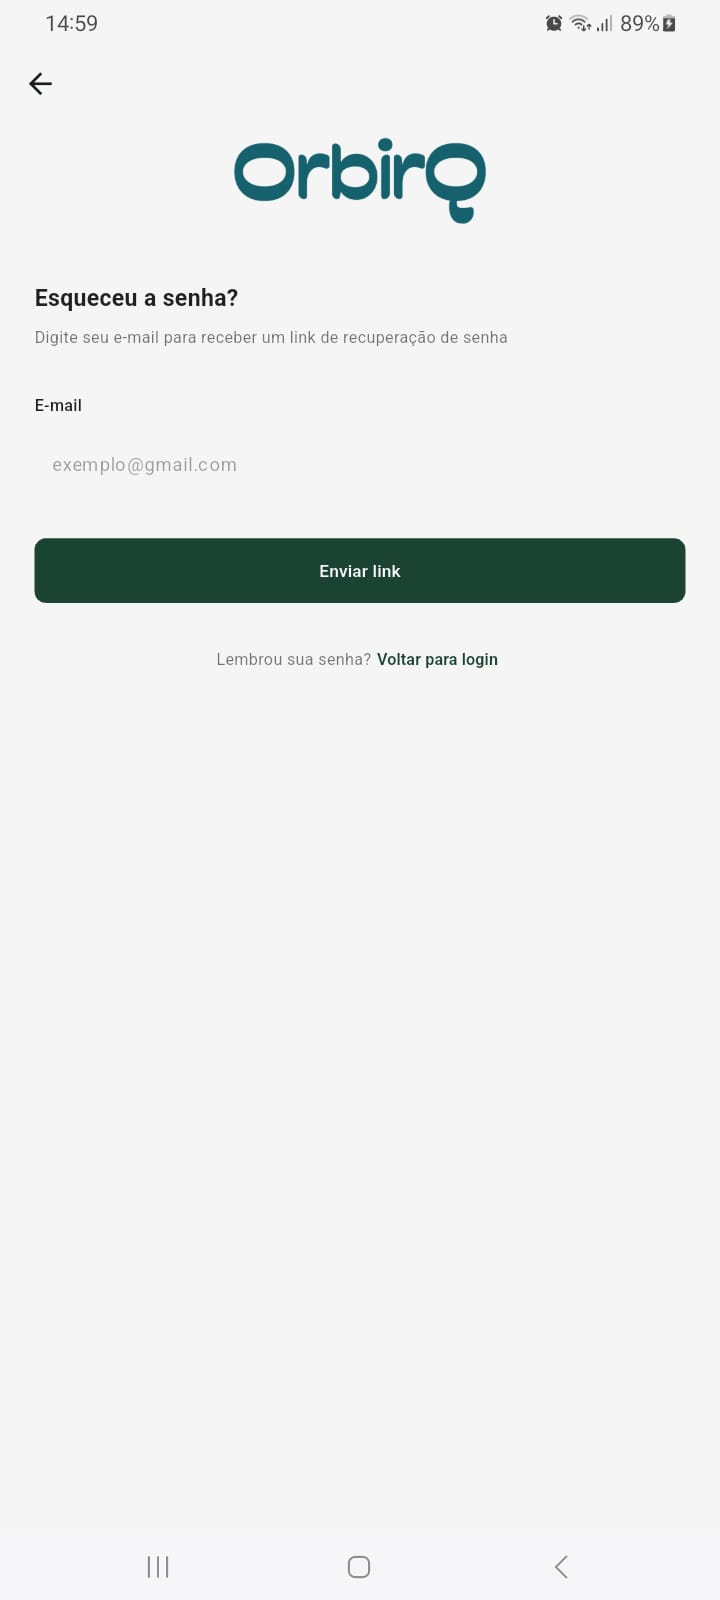 14:59
89%
OrbirQ
Esqueceu a senha?
Digite seu e-mail para receber um link de recuperação de senha
E-mail
exemplo@gmail.com
Enviar link
Lembrou sua senha? Voltar para login